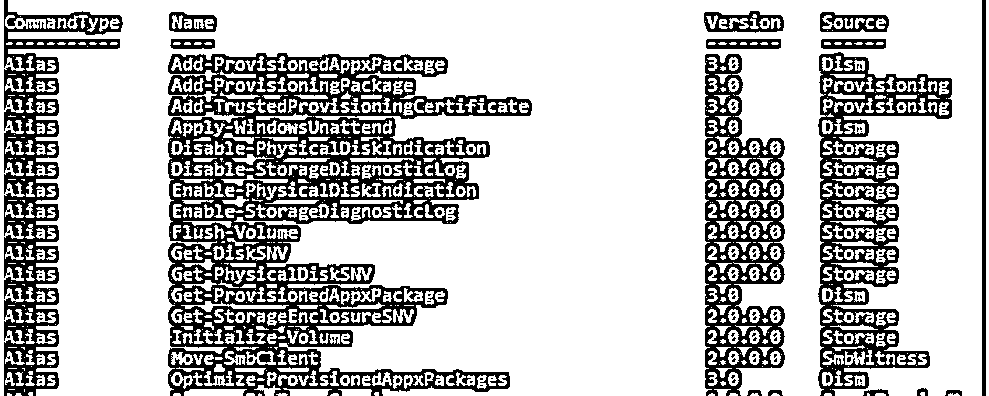 CommandType     Name                                               Version    Source
-----------     ----                                               -------    ------
Alias           Add-ProvisionedAppxPackage                         3.0        Dism
Alias           Add-ProvisioningPackage                            3.0        Provisioning
Alias           Add-TrustedProvisioningCertificate                 3.0        Provisioning
Alias           Apply-WindowsUnattend                              3.0        Dism
Alias           Disable-PhysicalDiskIndication                     2.0.0.0    Storage
Alias           Disable-StorageDiagnosticLog                       2.0.0.0    Storage
Alias           Enable-PhysicalDiskIndication                      2.0.0.0    Storage
Alias           Enable-StorageDiagnosticLog                        2.0.0.0    Storage
Alias           Flush-Volume                                       2.0.0.0    Storage
Alias           Get-DiskSNV                                        2.0.0.0    Storage
Alias           Get-PhysicalDiskSNV                                2.0.0.0    Storage
Alias           Get-ProvisionedAppxPackage                         3.0        Dism
Alias           Get-StorageEnclosureSNV                            2.0.0.0    Storage
Alias           Initialize-Volume                                  2.0.0.0    Storage
Alias           Move-SmbClient                                     2.0.0.0    SmbWitness
Alias           Optimize-ProvisionedAppxPackages                   3.0        Dism